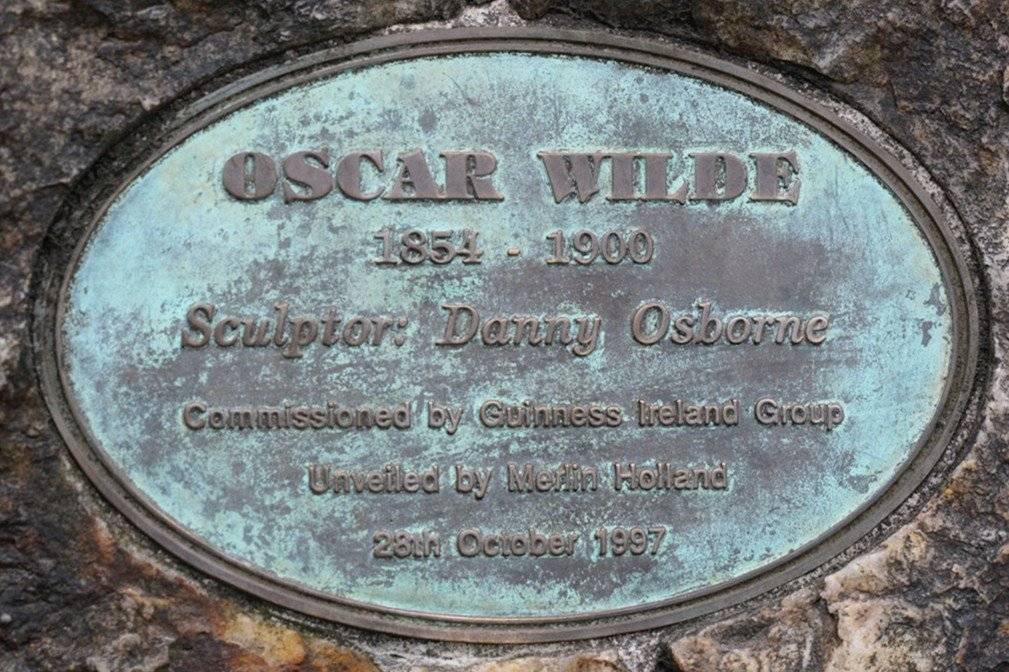 OSCAR WILDE
1854 - 1900
Sculptor: Danny Osborne
Commissioned by Guinness Ireland Group
Unveiled by Merlin Holland
28th October 1997